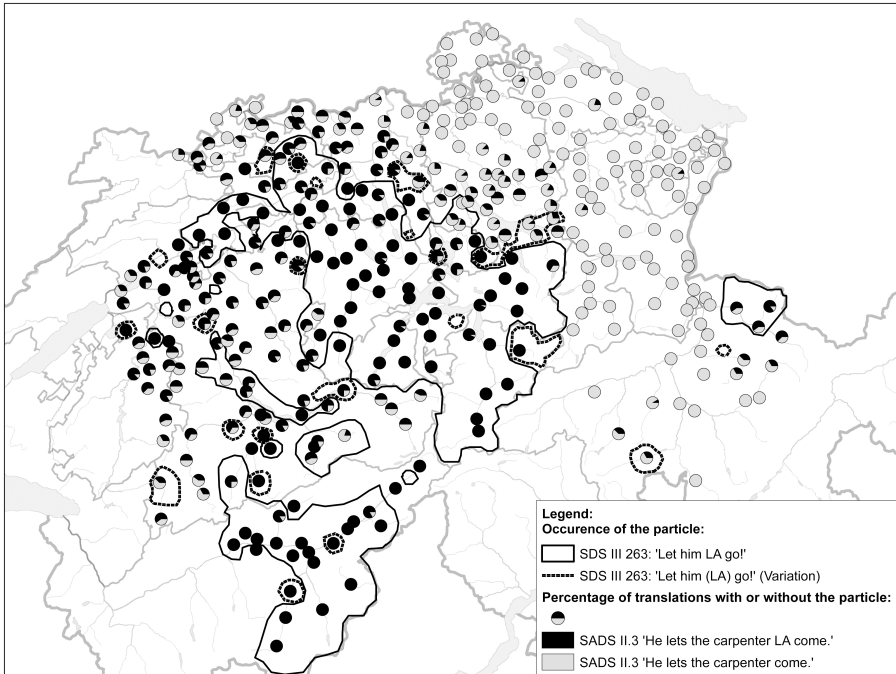 Legend:
Occurence of the particle:
SDS III 263: 'Let him LA go!'
SDS III 263: 'Let him (LA) go!' (Variation)
Percentage of translations with or without the particle:
SADS II.3 'He lets the carpenter LA come.'
SADS II.3 'He lets the carpenter come.'